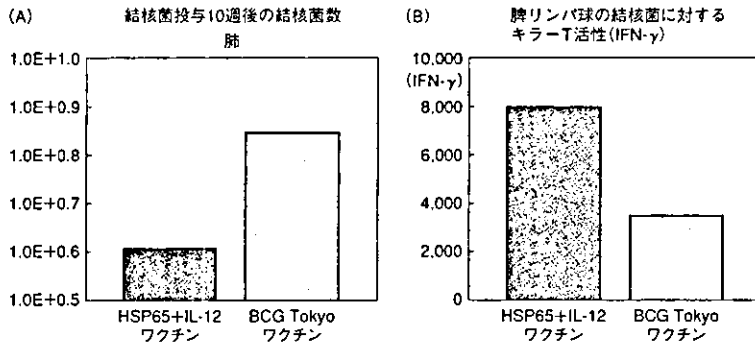 (A)
結核菌投与10週後の結核菌数
肺
1.0E+1.0
1.0E+0.9
1.0E+0.8
1.0E+0.7
1.0E+0.6
1.0E+0.5
HSP65+IL-12
ワクチン
BCG Tokyo
ワクチン
(B)
脾リンパ球の結核菌に対する
キラーT活性(IFN-γ)
10,000
(IFN-γ)
8,000
6,000
4,000
2,000
0
HSP65+IL-12
ワクチン
BCG Tokyo
ワクチン